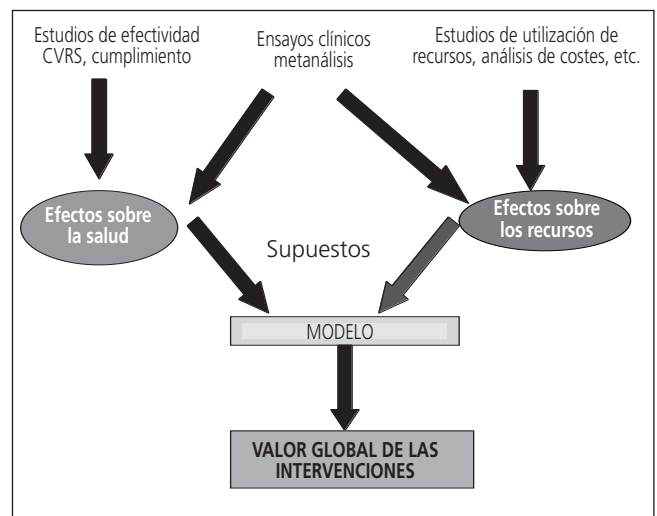 Estudios de efectividad
CVRS, cumplimiento
Ensayos clínicos
metanálisis
Estudios de utilización de
recursos, análisis de costes, etc.
Efectos sobre
la salud
Supuestos
Efectos sobre
los recursos
MODELO
VALOR GLOBAL DE LAS
INTERVENCIONES